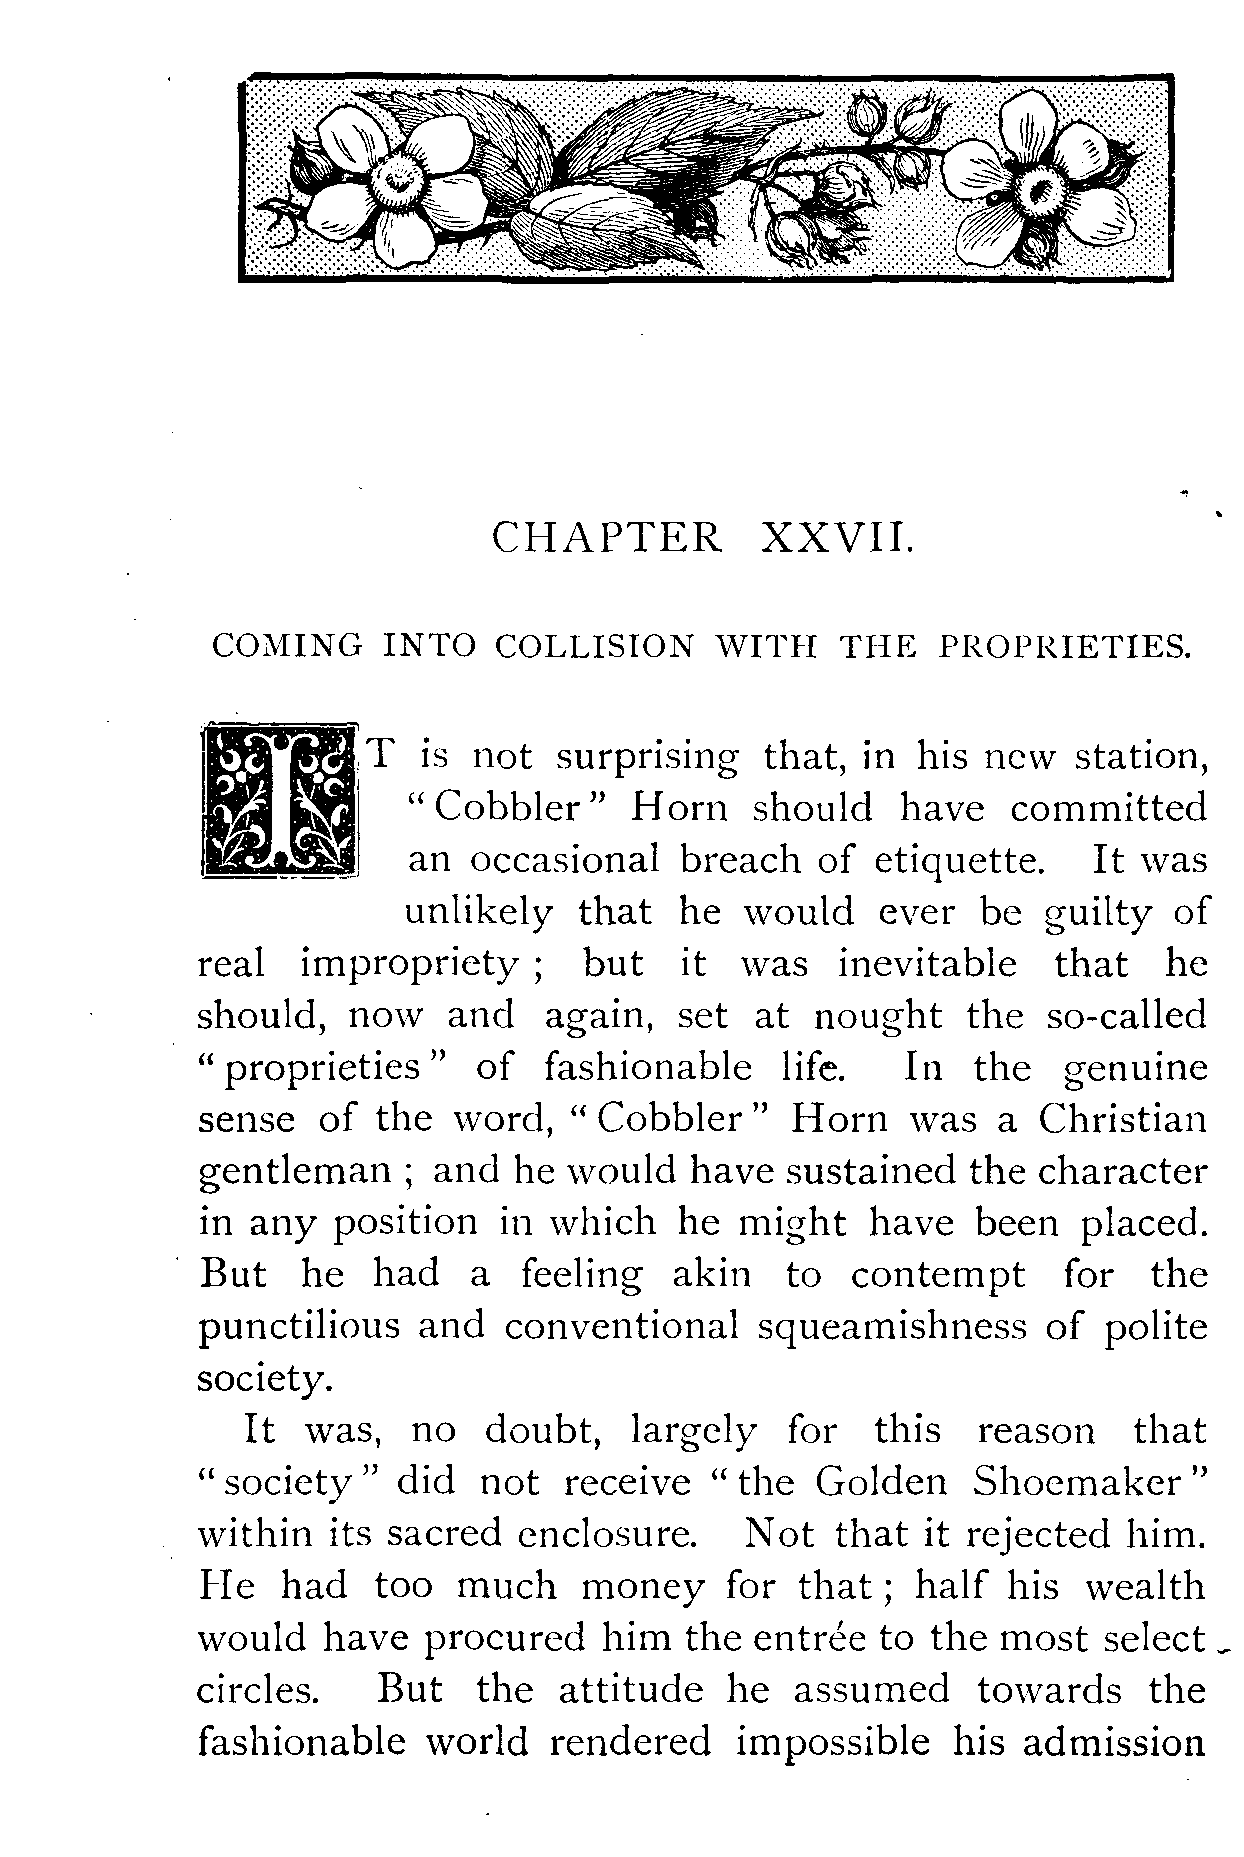 CHAPTER XXVII.
COMING INTO COLLISION WITH THE PROPRIETIES.
IT is not surprising that, in his new station,
“ Cobbler ” Horn should have committed
an occasional breach of etiquette. It was
unlikely that he would ever be guilty of
real impropriety ; but it was inevitable that he
should, now and again, set at nought the so-called
“ proprieties ” of fashionable life. In the genuine
sense of the word, “ Cobbler ” Horn was a Christian
gentleman ; and he would have sustained the character
in any position in which he might have been placed.
But he had a feeling akin to contempt for the
punctilious and conventional squeamishness of polite
society.
It was, no doubt, largely for this reason that
“ society ” did not receive “ the Golden Shoemaker ”
within its sacred enclosure. Not that it rejected him.
He had too much money for that ; half his wealth
would have procured him the entrée to the most select
circles. But the attitude he assumed towards the
fashionable world rendered impossible his admission